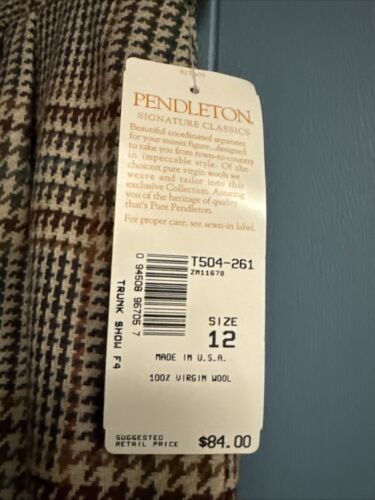 PENDLETON®
SIGNATURE CLASSICS
Beautiful coordinated separates
for your misses figure...designed
to take you from town-to-country
in impeccable style. Of the
choicest pure virgin wools we
weave and tailor into this
exclusive Collection. Assuring
you of the heritage of quality
that's Pure Pendleton.
For proper care, see sewn-in label.
T504-261
ZM11678
0 94508 96706 7
TRUNK SHOW F4
SIZE
12
MADE IN U.S.A.
100% VIRGIN WOOL
SUGGESTED
RETAIL PRICE
$84.00